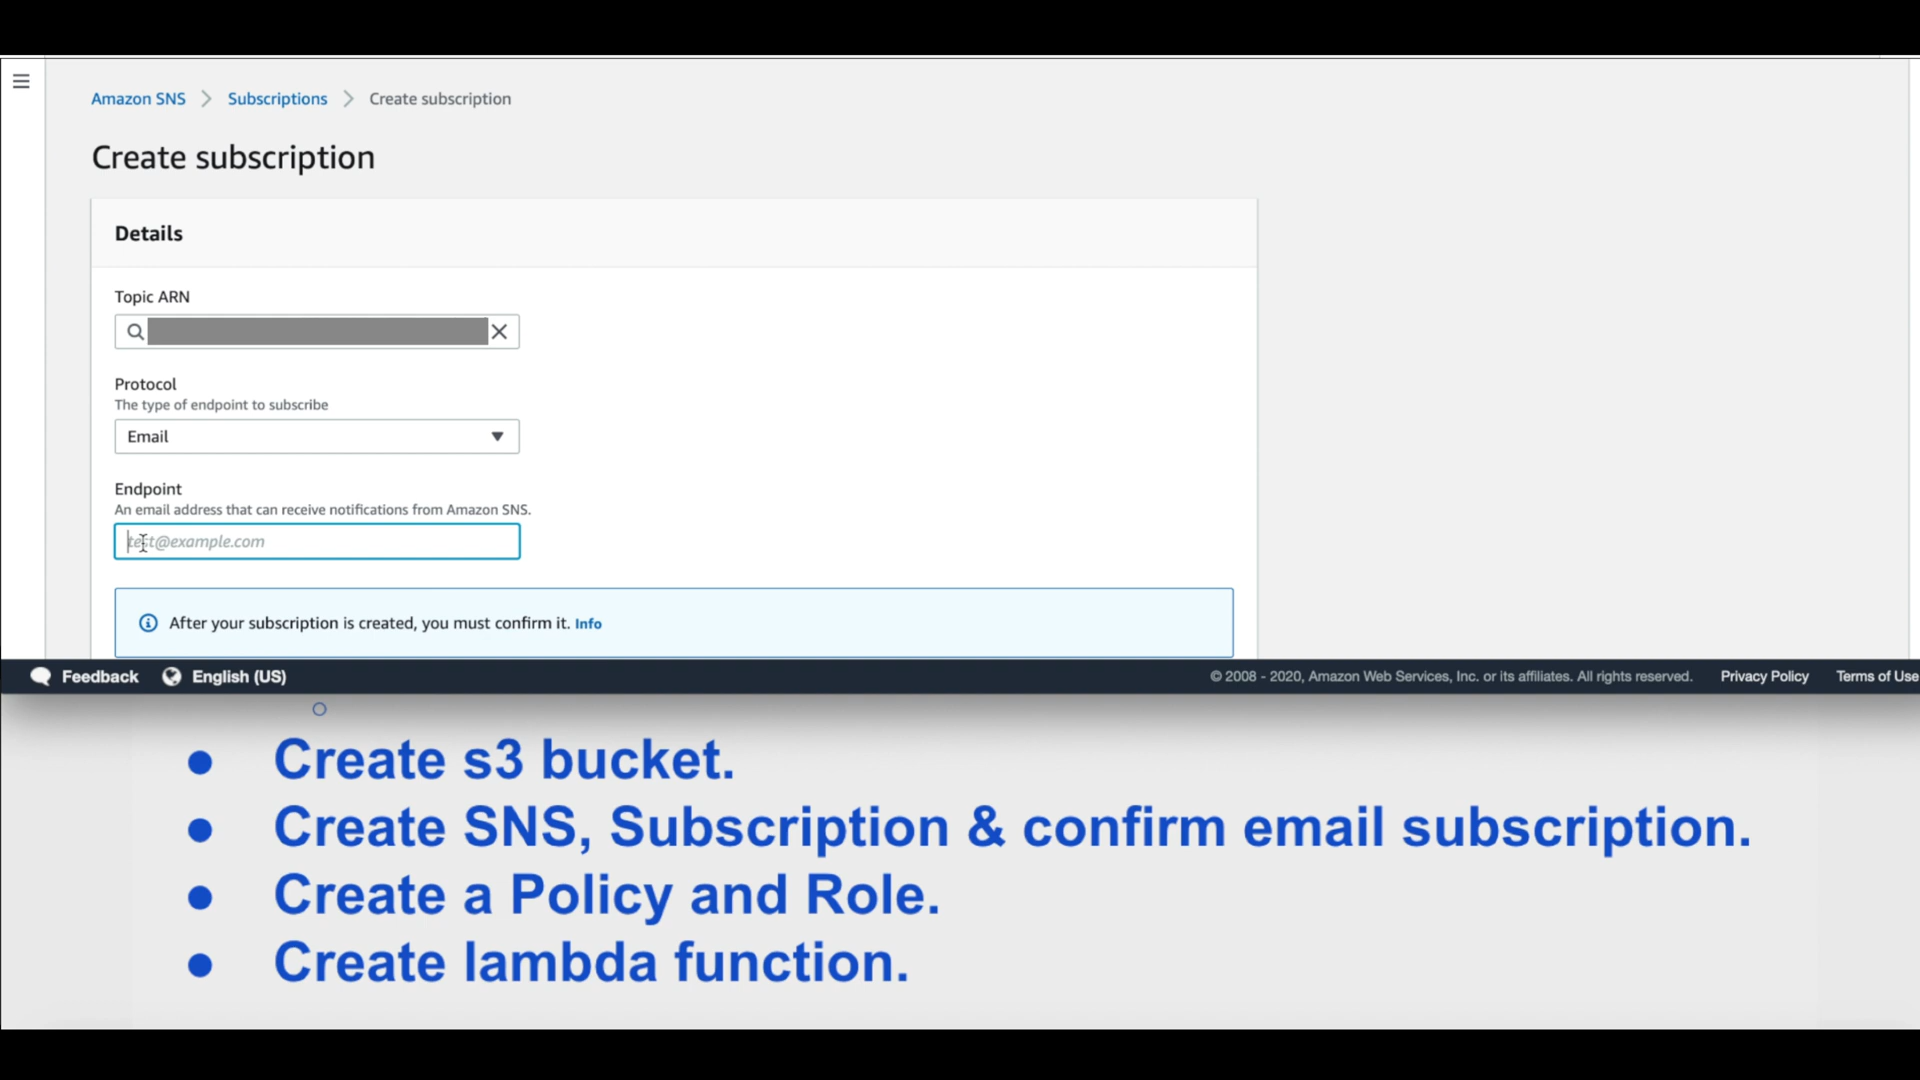 Amazon SNS > Subscriptions > Create subscription
Create subscription
Details
Topic ARN
Protocol
The type of endpoint to subscribe
Email
Endpoint
An email address that can receive notifications from Amazon SNS.
test@example.com
After your subscription is created, you must confirm it. Info
Feedback English (US) © 2008 - 2020, Amazon Web Services, Inc. or its affiliates. All rights reserved. Privacy Policy Terms of Use
Create s3 bucket.
Create SNS, Subscription & confirm email subscription.
Create a Policy and Role.
Create lambda function.